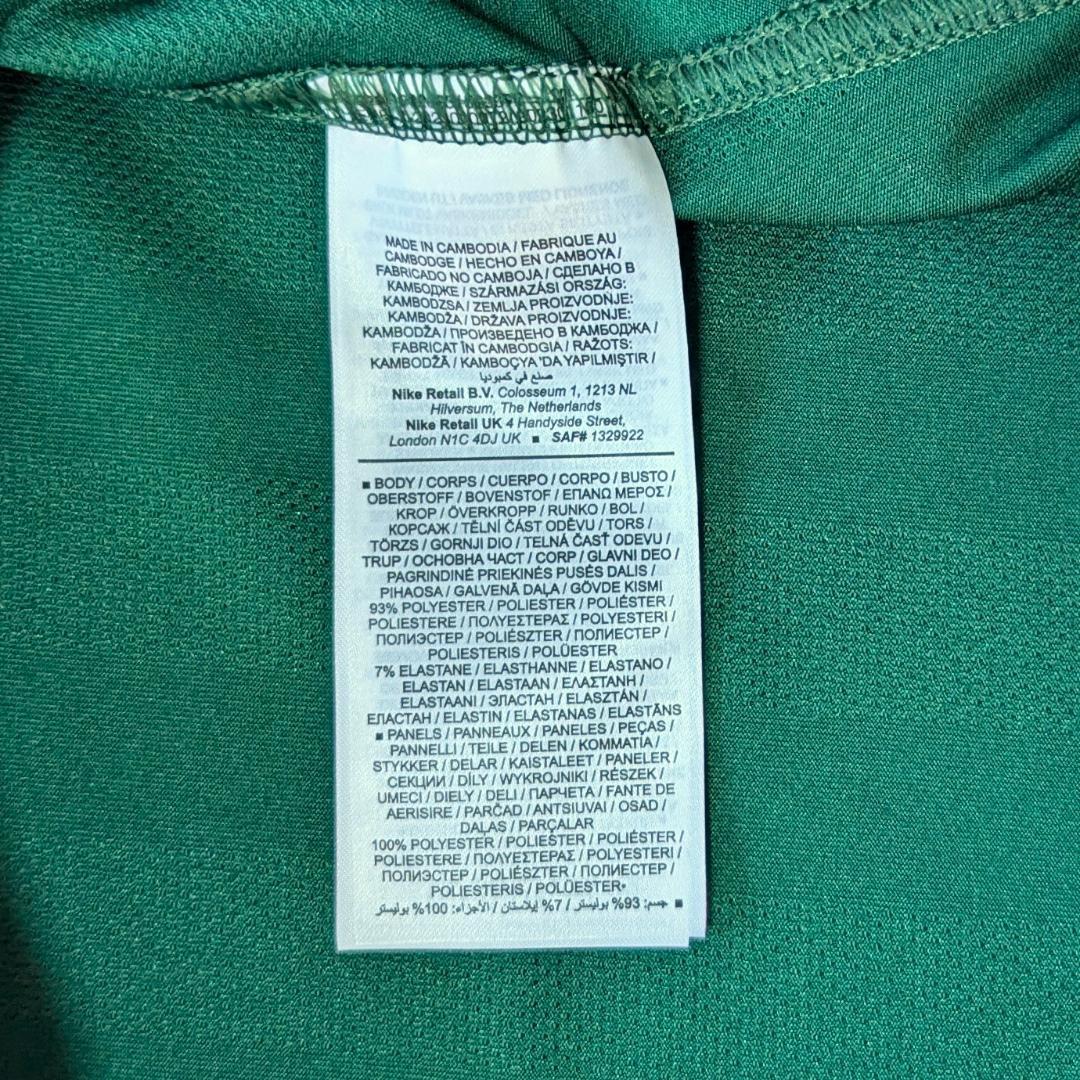 MADE IN CAMBODIA / FABRIQUE AU
CAMBODGE / HECHO EN CAMBOYA /
FABRICADO NO CAMBOJA / СДЕЛАНО В
КАМБОДЖЕ / SZÁRMAZÁSI ORSZÁG:
KAMBODZSA / ZEMLJA PROIZVODNJE:
KAMBODŽA / DRŽAVA PROIZVODNJE:
KAMBODŽA / ПРОИЗВЕДЕНО В КАМБОДЖА /
FABRICAT ÎN CAMBODGIA / RAŽOTS:
KAMBODŽĀ / KAMBOÇYA 'DA YAPILMIŞTIR /
صنع في كمبوديا
Nike Retail B.V. Colosseum 1, 1213 NL
Hilversum, The Netherlands
Nike Retail UK 4 Handyside Street,
London N1C 4DJ UK ■ SAF# 1329922
■ BODY / CORPS / CUERPO / CORPO / BUSTO /
OBERSTOFF / BOVENSTOF / ΕΠΑΝΩ ΜΕΡΟΣ /
KROP / ÖVERKROPP / RUNKO / BOL /
КОРСАЖ / TĚLNÍ ČÁST ODĚVU / TORS /
TÖRZS / GORNJI DIO / TELNÁ ČASŤ ODEVU /
TRUP / ОСНОВНА ЧАСТ / CORP / GLAVNI DEO /
PAGRINDINĖ PRIEKINĖS PUSĖS DALIS /
PIHAOSA / GALVENĀ DAĻA / GÖVDE KISMI
93% POLYESTER / POLIESTER / POLIÉSTER /
POLIESTERE / ΠΟΛΥΕΣΤΕΡΑΣ / POLYESTERI /
ПОЛИЭСТЕР / POLIÉSZTER / ПОЛИЕСТЕР /
POLIESTERIS / POLÜESTER
7% ELASTANE / ELASTHANNE / ELASTANO /
ELASTAN / ELASTAAN / ΕΛΑΣΤΑΝΗ /
ELASTAANI / ЭЛАСТАН / ELASZTÁN /
ЕЛАСТАН / ELASTIN / ELASTANAS / ELASTĀNS
■ PANELS / PANNEAUX / PANELES / PEÇAS /
PANNELLI / TEILE / DELEN / ΚΟΜΜΑΤΙΑ /
STYKKER / DELAR / KAISTALEET / PANELER /
СЕКЦИИ / DÍLY / WYKROJNIKI / RÉSZEK /
UMECI / DIELY / DELI / ПАРЧЕТА / FANTE DE
AERISIRE / PARČAD / ANTSIUVAI / OSAD /
DAĻAS / PARÇALAR
100% POLYESTER / POLIESTER / POLIÉSTER /
POLIESTERE / ΠΟΛΥΕΣΤΕΡΑΣ / POLYESTERI /
ПОЛИЭСТЕР / POLIÉSZTER / ПОЛИЕСТЕР /
POLIESTERIS / POLÜESTER*
■ جسم: 93% بوليستر / 7% إيلاستان / الأجزاء: 100% بوليستر